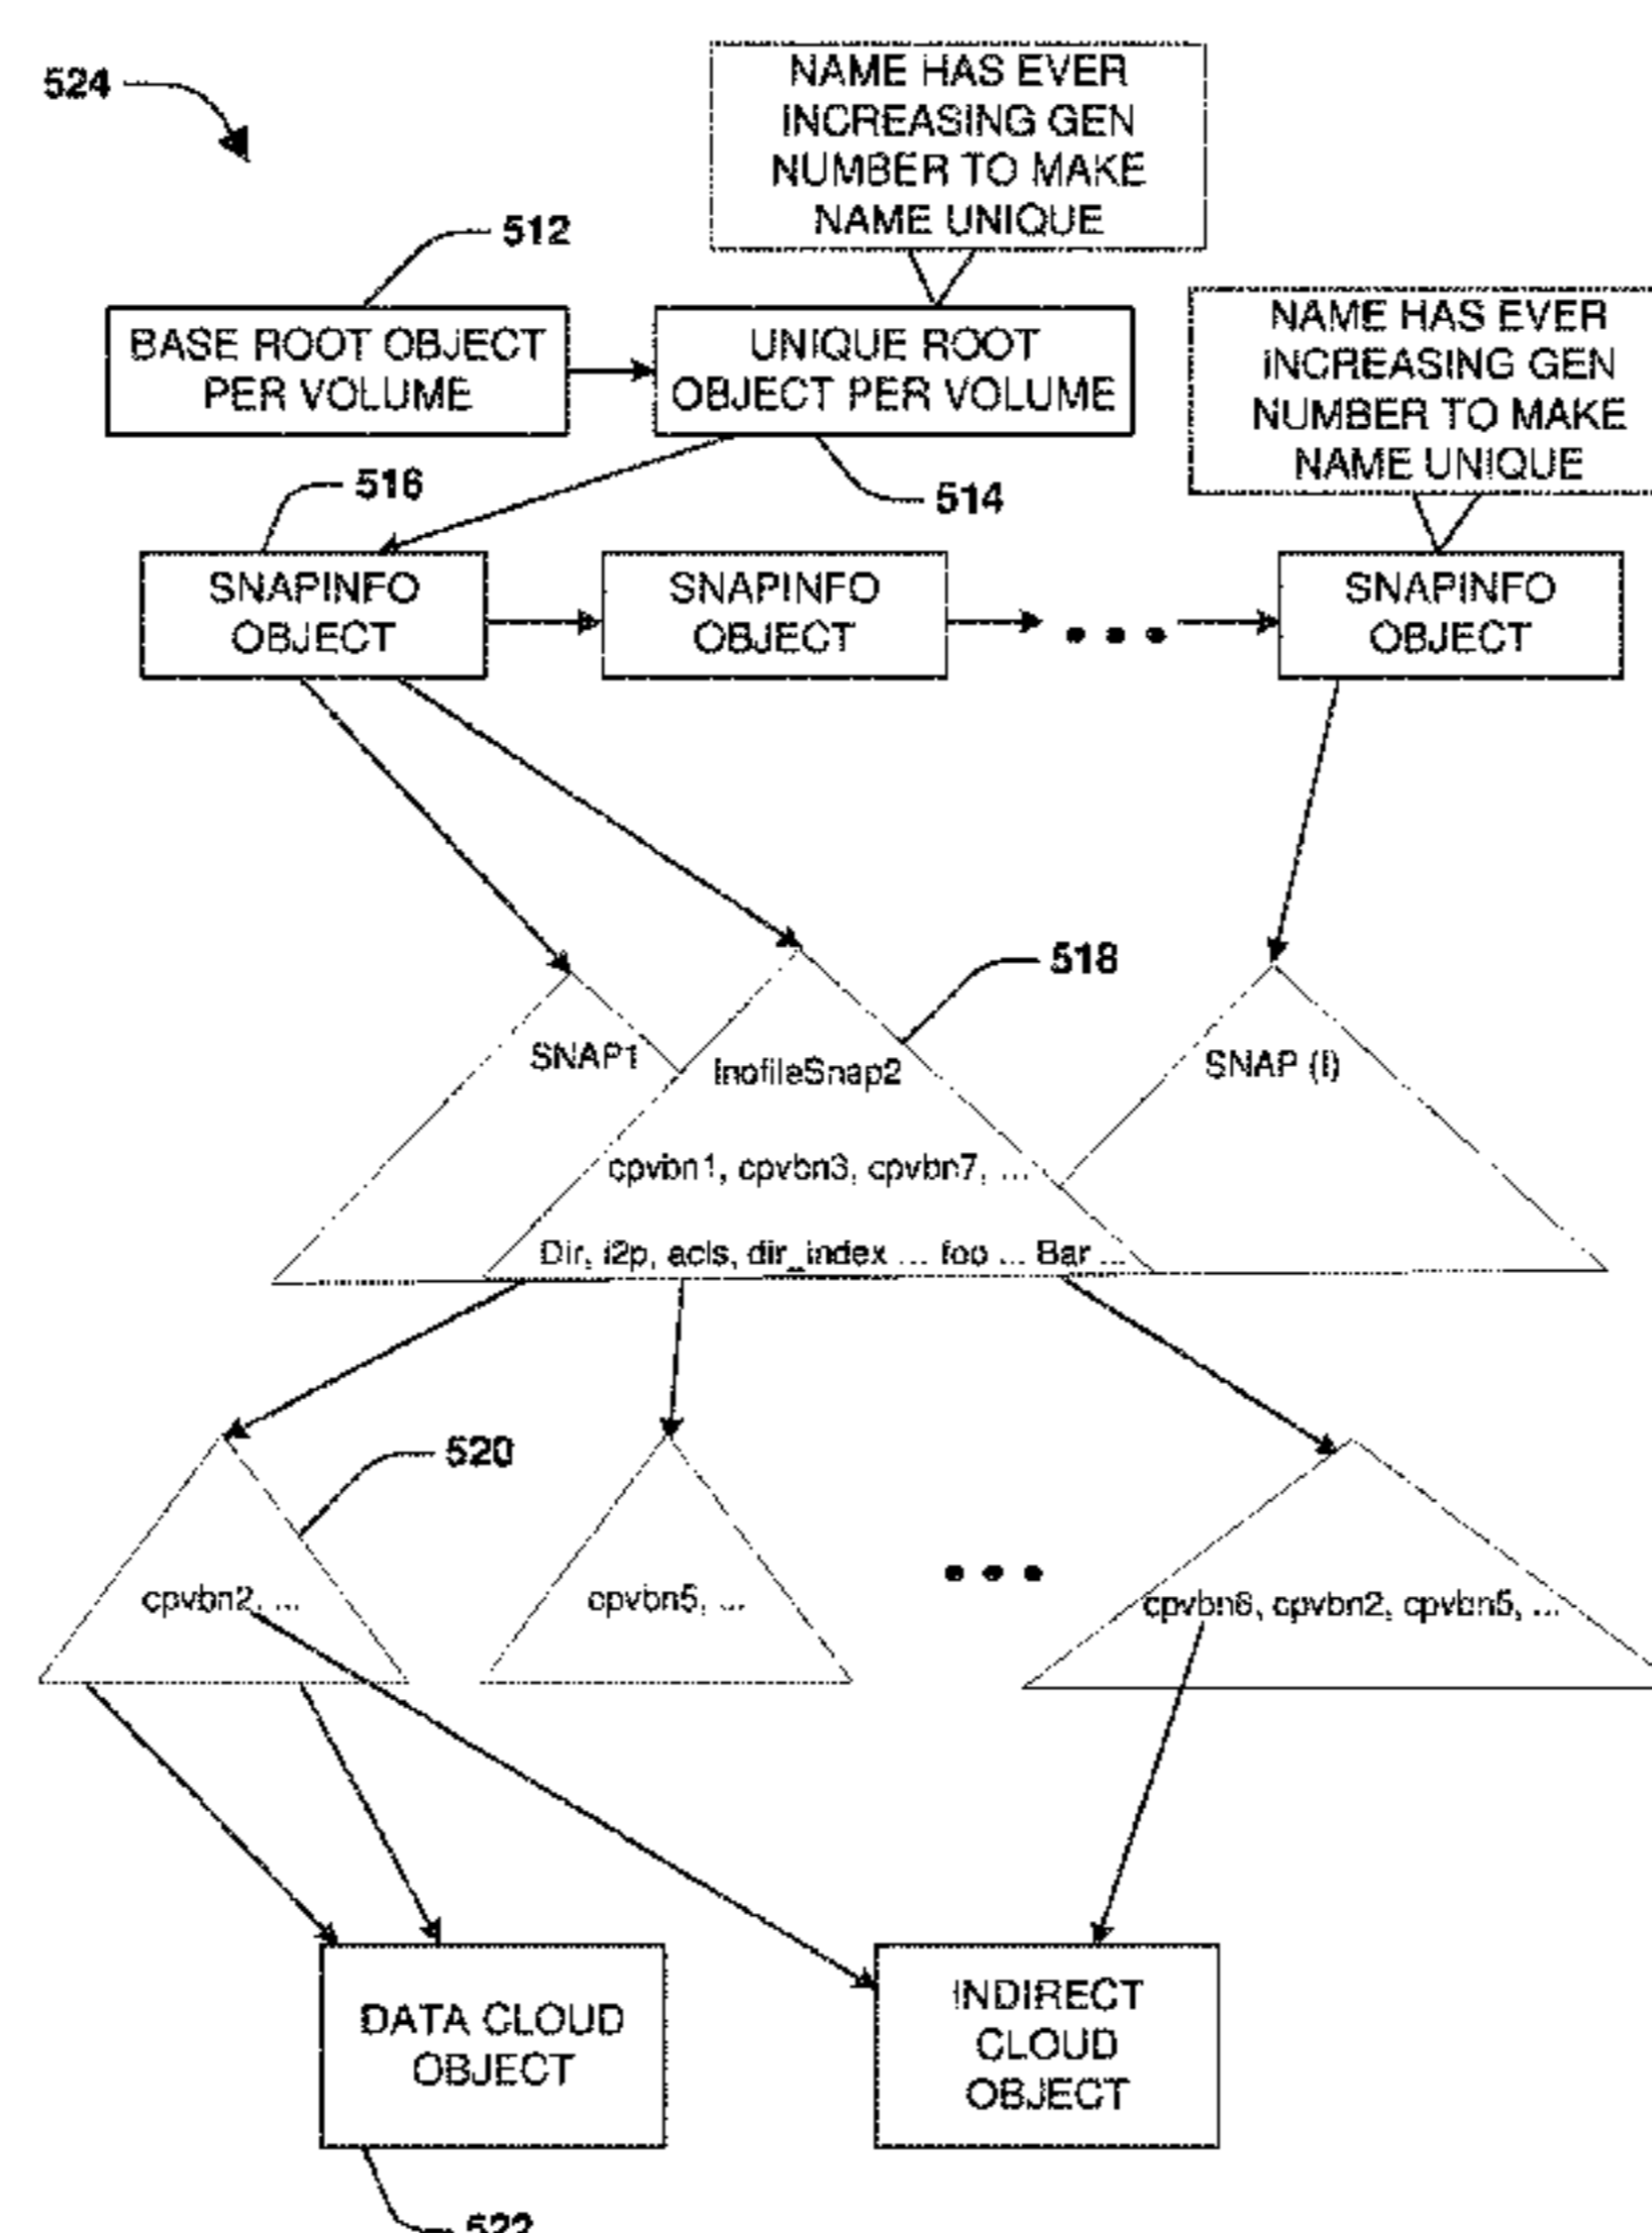 524
NAME HAS EVER
INCREASING GEN
NUMBER TO MAKE
NAME UNIQUE
512
BASE ROOT OBJECT
PER VOLUME
UNIQUE ROOT
OBJECT PER VOLUME
NAME HAS EVER
INCREASING GEN
NUMBER TO MAKE
NAME UNIQUE
516
514
SNAPINFO
OBJECT
SNAPINFO
OBJECT
• • •
SNAPINFO
OBJECT
518
SNAP1
InofileSnap2
SNAP (I)
cpvbn1, cpvbn3, cpvbn7, ...
Dir, i2p, acls, dir_index ... foo ... Bar ...
520
cpvbn2, ...
cpvbn5, ...
• • •
cpvbn6, cpvbn2, cpvbn5, ...
DATA CLOUD
OBJECT
INDIRECT
CLOUD
OBJECT
522